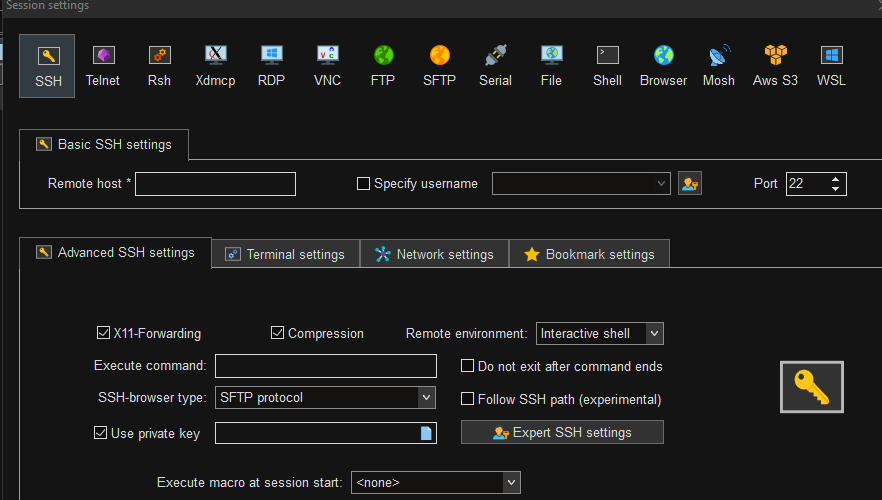 Session settings
SSH Telnet Rsh Xdmcp RDP VNC FTP SFTP Serial File Shell Browser Mosh Aws S3 WSL
Basic SSH settings
Remote host * Specify username Port 22
Advanced SSH settings Terminal settings Network settings Bookmark settings
X11-Forwarding Compression Remote environment: Interactive shell
Execute command: Do not exit after command ends
SSH-browser type: SFTP protocol Follow SSH path (experimental)
Use private key Expert SSH settings
Execute macro at session start: <none>